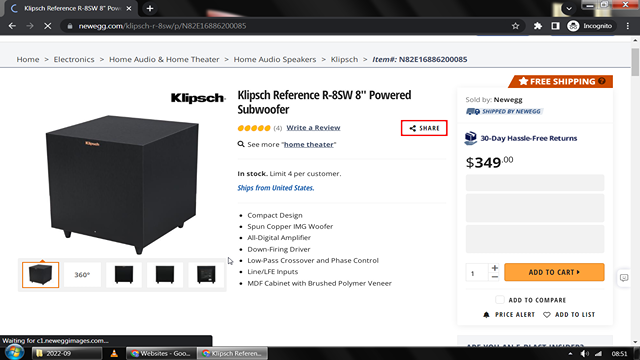 Klipsch Reference R-8SW 8" Powe
newegg.com/klipsch-r-8sw/p/N82E16886200085
Incognito
Home > Electronics > Home Audio & Home Theater > Home Audio Speakers > Klipsch > Item#: N82E16886200085
Klipsch
Klipsch
Klipsch Reference R-8SW 8" Powered
Subwoofer
(4) Write a Review
SHARE
See more "home theater"
In stock. Limit 4 per customer.
Ships from United States.
Compact Design
Spun Copper IMG Woofer
All-Digital Amplifier
Down-Firing Driver
Low-Pass Crossover and Phase Control
Line/LFE Inputs
MDF Cabinet with Brushed Polymer Veneer
360°
FREE SHIPPING ?
Sold by: Newegg
SHIPPED BY NEWEGG
30-Day Hassle-Free Returns
$349.00
1 + −
ADD TO CART
ADD TO COMPARE
PRICE ALERT ADD TO LIST
Waiting for c1.neweggimages.com...
2022-09
Websites - Goo...
Klipsch Referen...
08:51